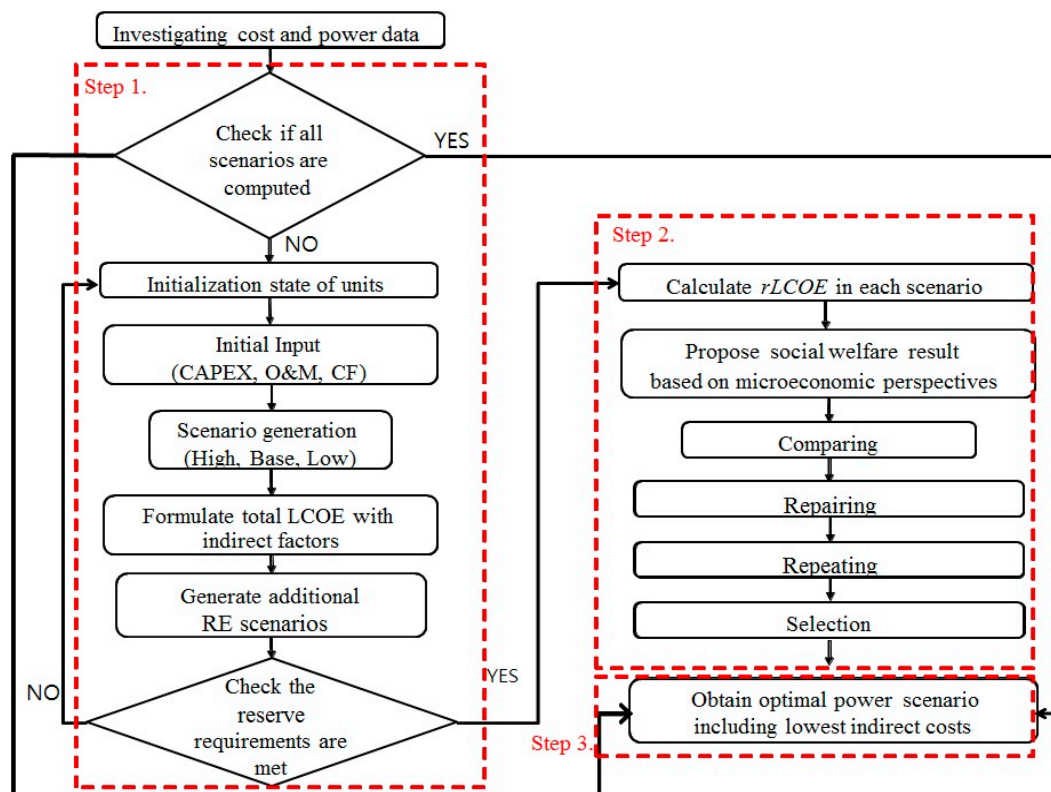 Investigating cost and power data
Step 1.
Check if all
scenarios are
computed
YES
NO
Initialization state of units
Initial Input
(CAPEX, O&M, CF)
Scenario generation
(High, Base, Low)
Formulate total LCOE with
indirect factors
Generate additional
RE scenarios
Check the
reserve
requirements are
met
NO
YES
Step 2.
Calculate rLCOE in each scenario
Propose social welfare result
based on microeconomic perspectives
Comparing
Repairing
Repeating
Selection
Step 3.
Obtain optimal power scenario
including lowest indirect costs